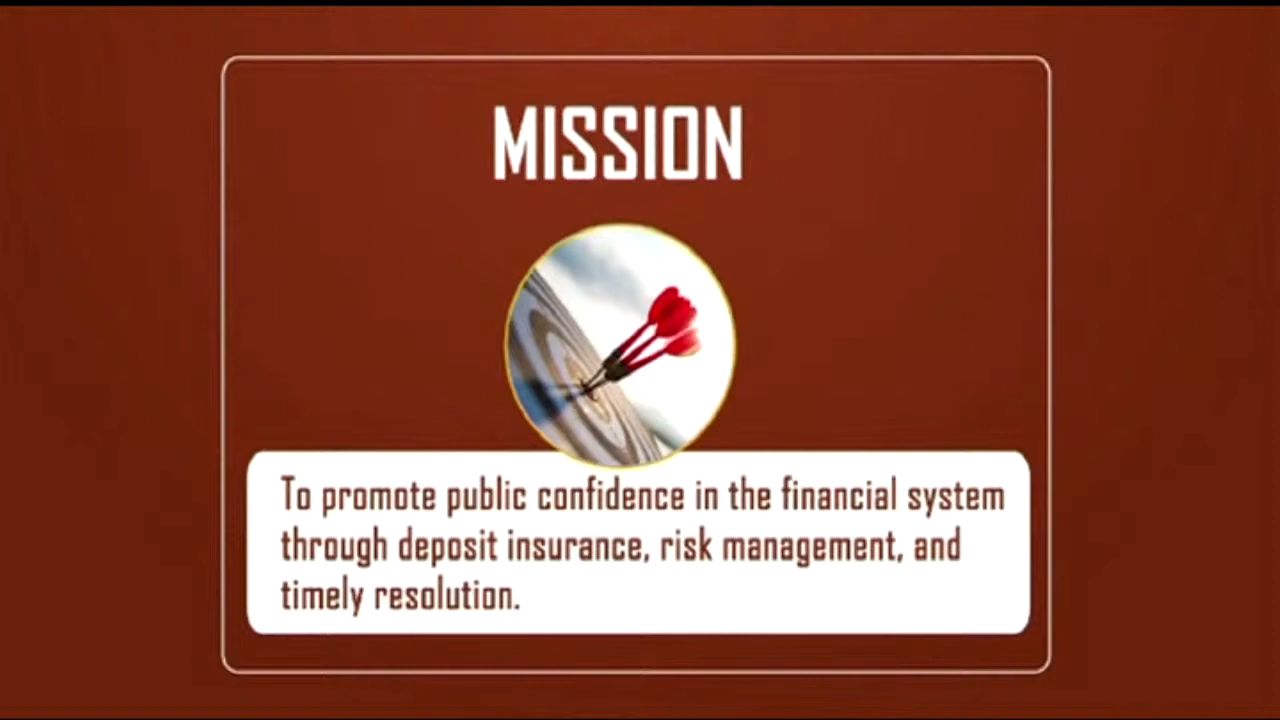 MISSION
To promote public confidence in the financial system
through deposit insurance, risk management, and
timely resolution.